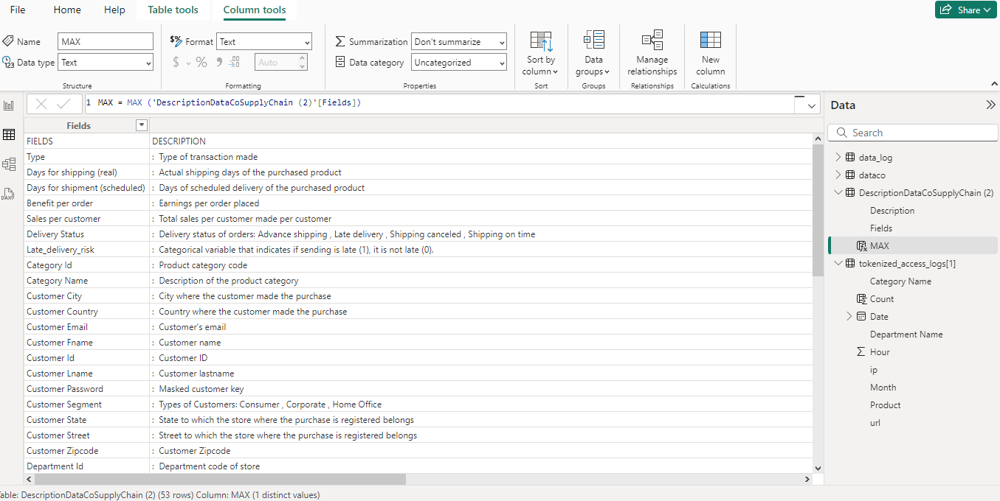 File Home Help Table tools Column tools Share
Name MAX $% Format Text Summarization Don't summarize
Data type Text $ % 9 .00 Auto Data category Uncategorized
Sort by column
Data groups
Manage relationships
New column
Structure Formatting Properties Sort Groups Relationships Calculations
1 MAX = MAX ('DescriptionDataCoSupplyChain (2)'[Fields])
Fields
FIELDS DESCRIPTION
Type : Type of transaction made
Days for shipping (real) : Actual shipping days of the purchased product
Days for shipment (scheduled) : Days of scheduled delivery of the purchased product
Benefit per order : Earnings per order placed
Sales per customer : Total sales per customer made per customer
Delivery Status : Delivery status of orders: Advance shipping , Late delivery , Shipping canceled , Shipping on time
Late_delivery_risk : Categorical variable that indicates if sending is late (1), it is not late (0).
Category Id : Product category code
Category Name : Description of the product category
Customer City : City where the customer made the purchase
Customer Country : Country where the customer made the purchase
Customer Email : Customer's email
Customer Fname : Customer name
Customer Id : Customer ID
Customer Lname : Customer lastname
Customer Password : Masked customer key
Customer Segment : Types of Customers: Consumer , Corporate , Home Office
Customer State : State to which the store where the purchase is registered belongs
Customer Street : Street to which the store where the purchase is registered belongs
Customer Zipcode : Customer Zipcode
Department Id : Department code of store
Data
Search
data_log
dataco
DescriptionDataCoSupplyChain (2)
Description
Fields
MAX
tokenized_access_logs[1]
Category Name
Count
Date
Department Name
Hour
ip
Month
Product
url
able: DescriptionDataCoSupplyChain (2) (53 rows) Column: MAX (1 distinct values)